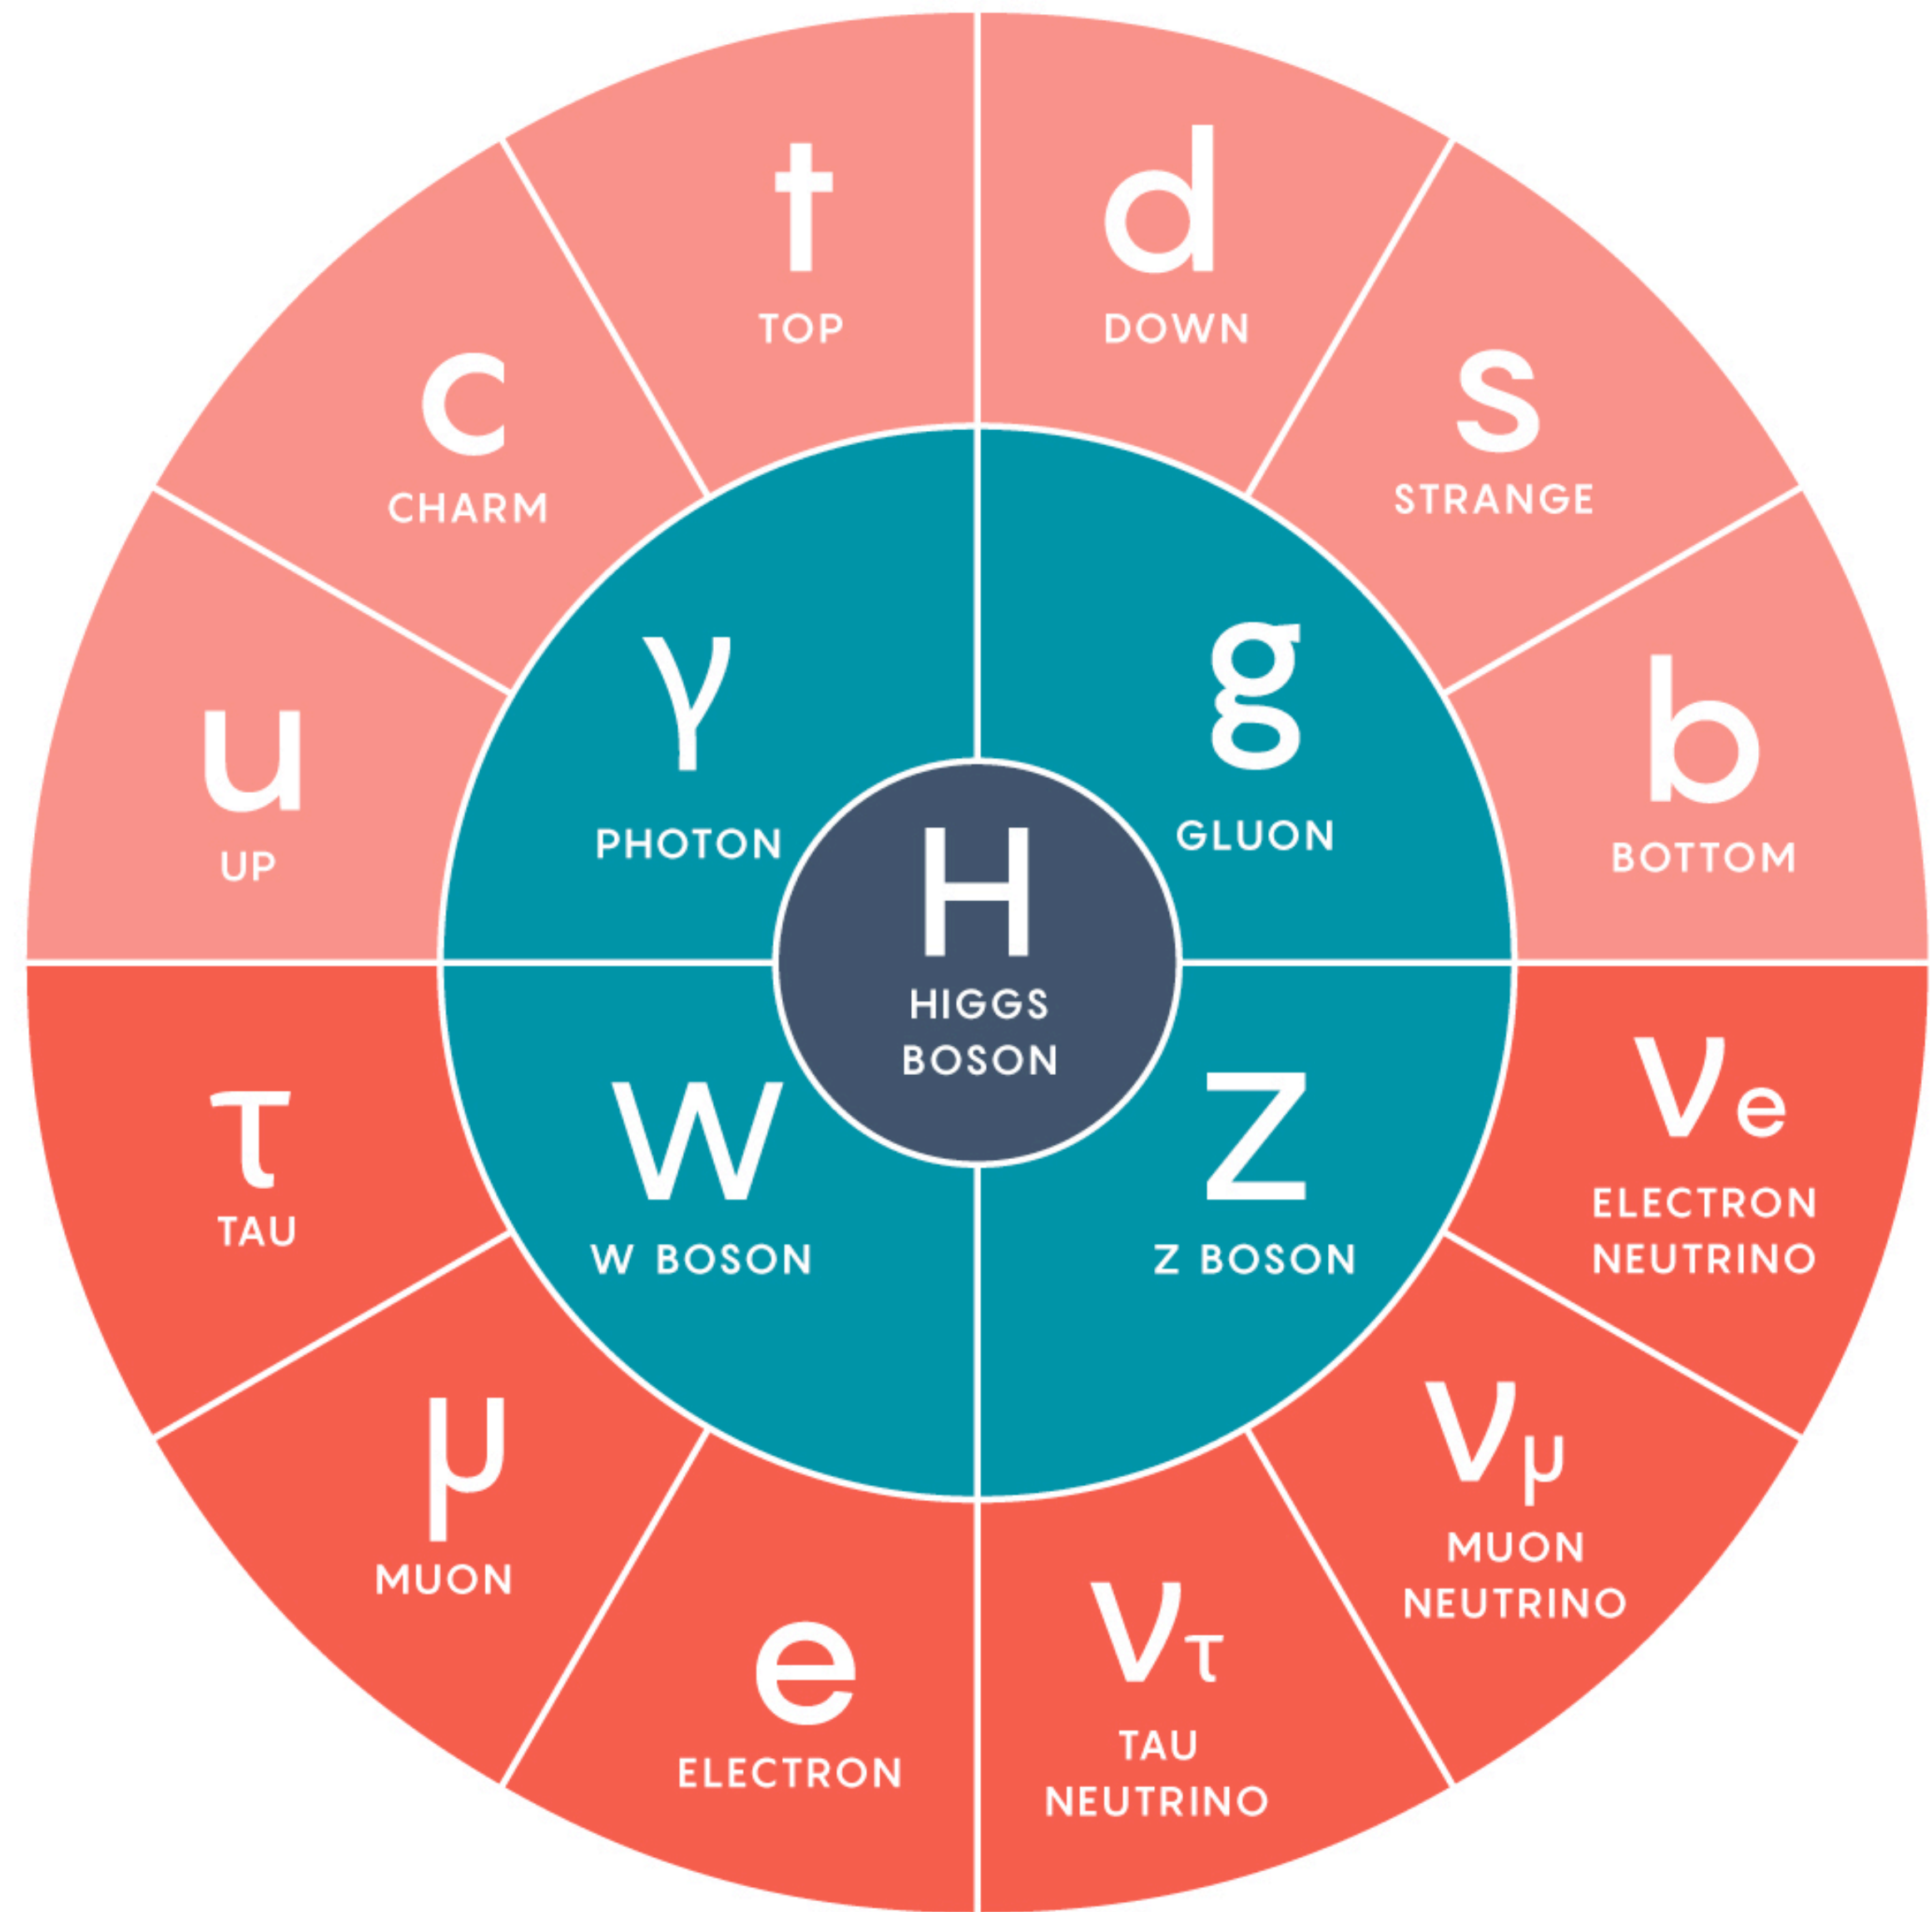 t
TOP
d
DOWN
c
CHARM
s
STRANGE
u
UP
b
BOTTOM
γ
PHOTON
g
GLUON
H
HIGGS
BOSON
W
W BOSON
Z
Z BOSON
τ
TAU
νe
ELECTRON
NEUTRINO
μ
MUON
νμ
MUON
NEUTRINO
e
ELECTRON
ντ
TAU
NEUTRINO